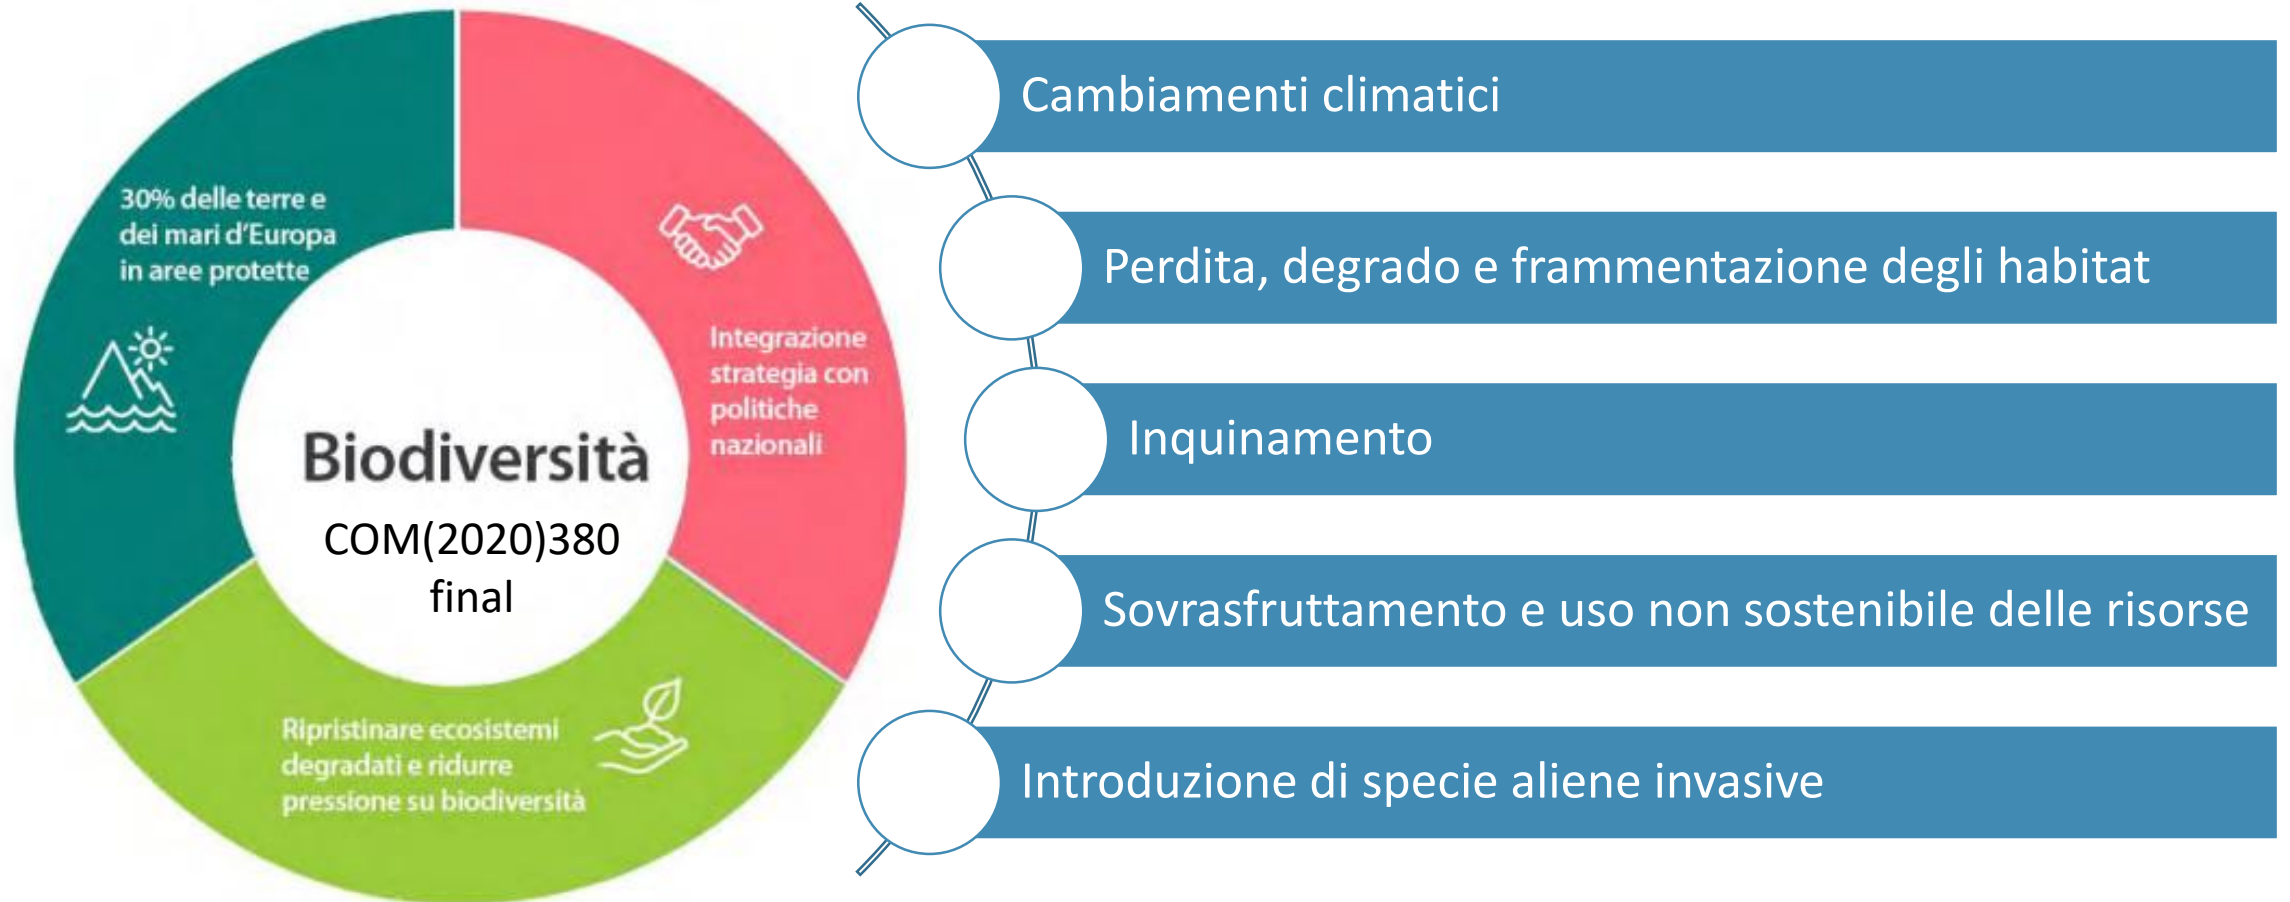 30% delle terre e
dei mari d'Europa
in aree protette
Integrazione
strategia con
politiche
nazionali
Biodiversità
COM(2020)380
final
Ripristinare ecosistemi
degradati e ridurre
pressione su biodiversità
Cambiamenti climatici
Perdita, degrado e frammentazione degli habitat
Inquinamento
Sovrasfruttamento e uso non sostenibile delle risorse
Introduzione di specie aliene invasive